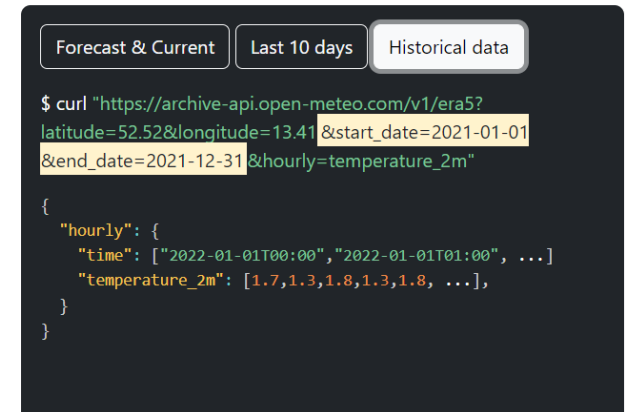 Forecast & Current Last 10 days Historical data
$ curl "https://archive-api.open-meteo.com/v1/era5?
latitude=52.52&longitude=13.41&start_date=2021-01-01
&end_date=2021-12-31&hourly=temperature_2m"
{
"hourly": {
"time": ["2022-01-01T00:00","2022-01-01T01:00", ...]
"temperature_2m": [1.7,1.3,1.8,1.3,1.8, ...],
}
}